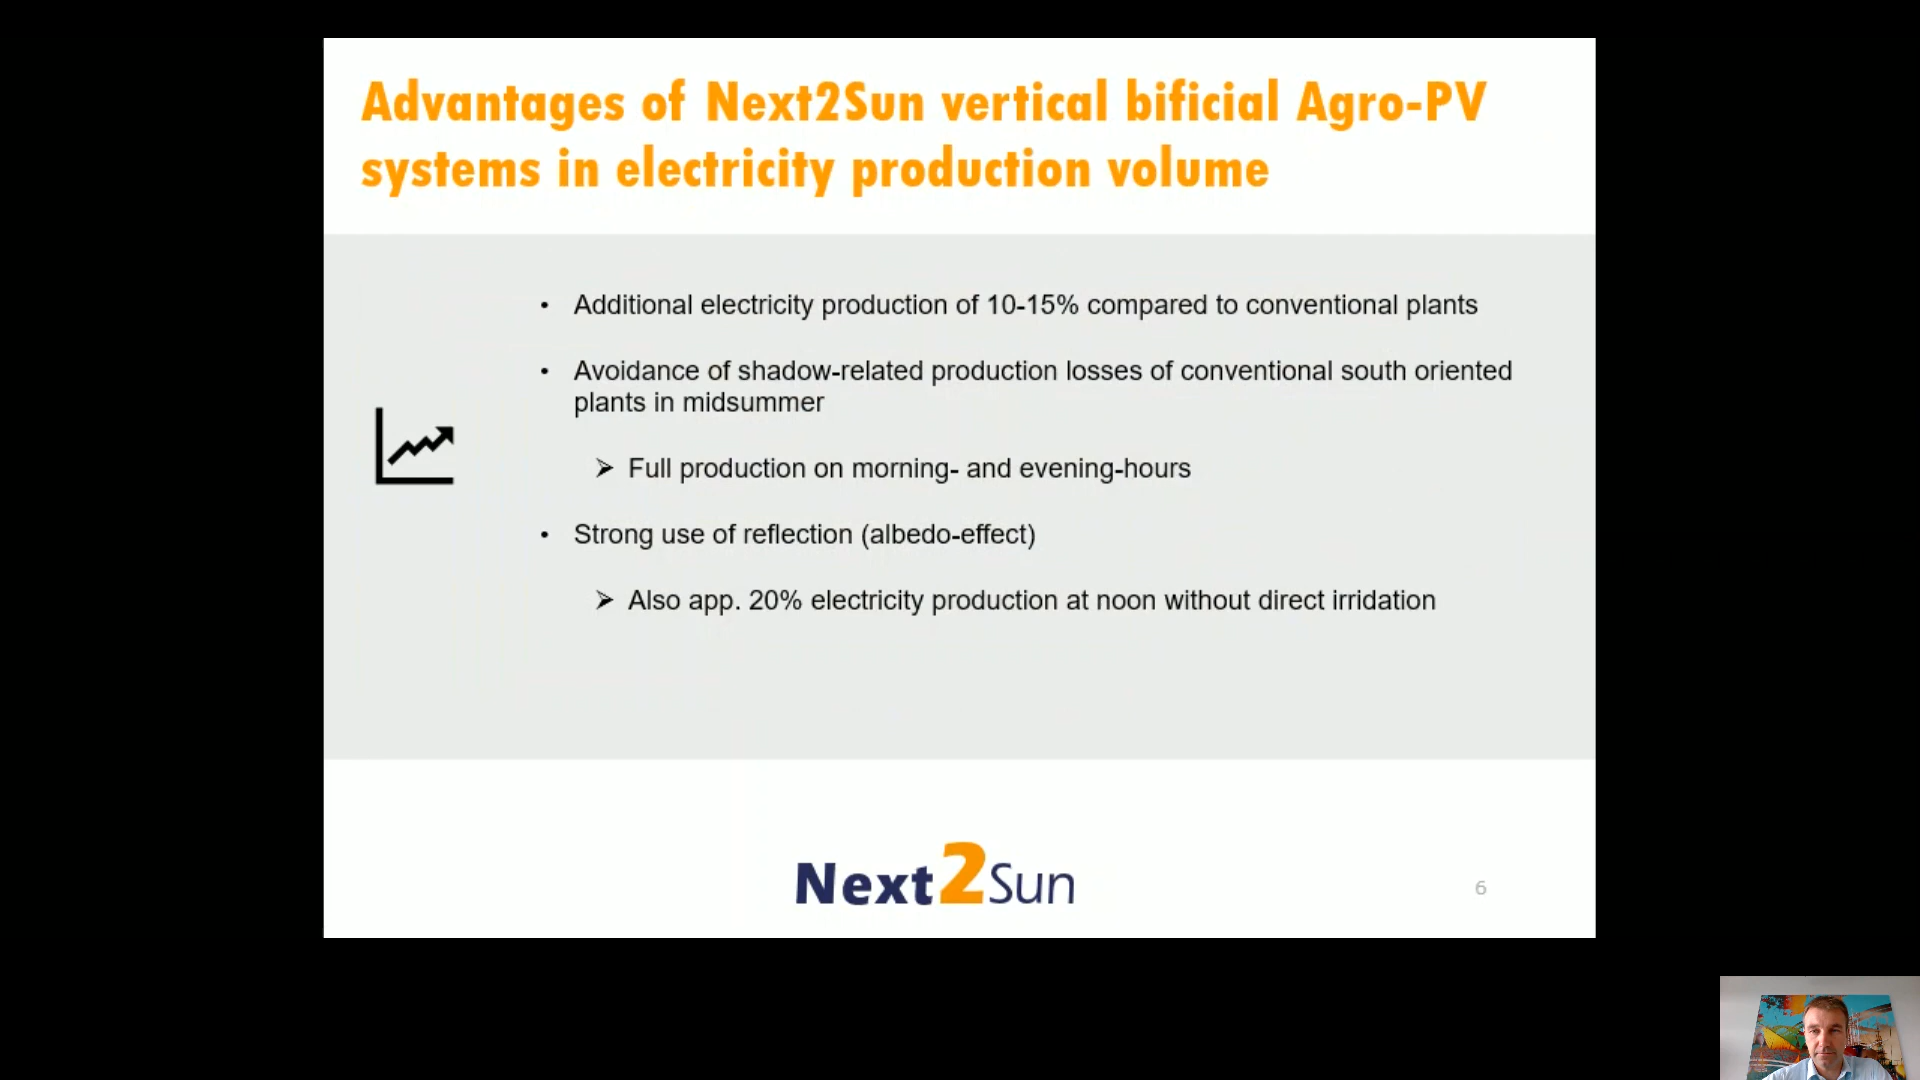 Advantages of Next2Sun vertical bificial Agro-PV
systems in electricity production volume
• Additional electricity production of 10-15% compared to conventional plants
• Avoidance of shadow-related production losses of conventional south oriented
plants in midsummer
➢ Full production on morning- and evening-hours
• Strong use of reflection (albedo-effect)
➢ Also app. 20% electricity production at noon without direct irridation
Next2Sun
6